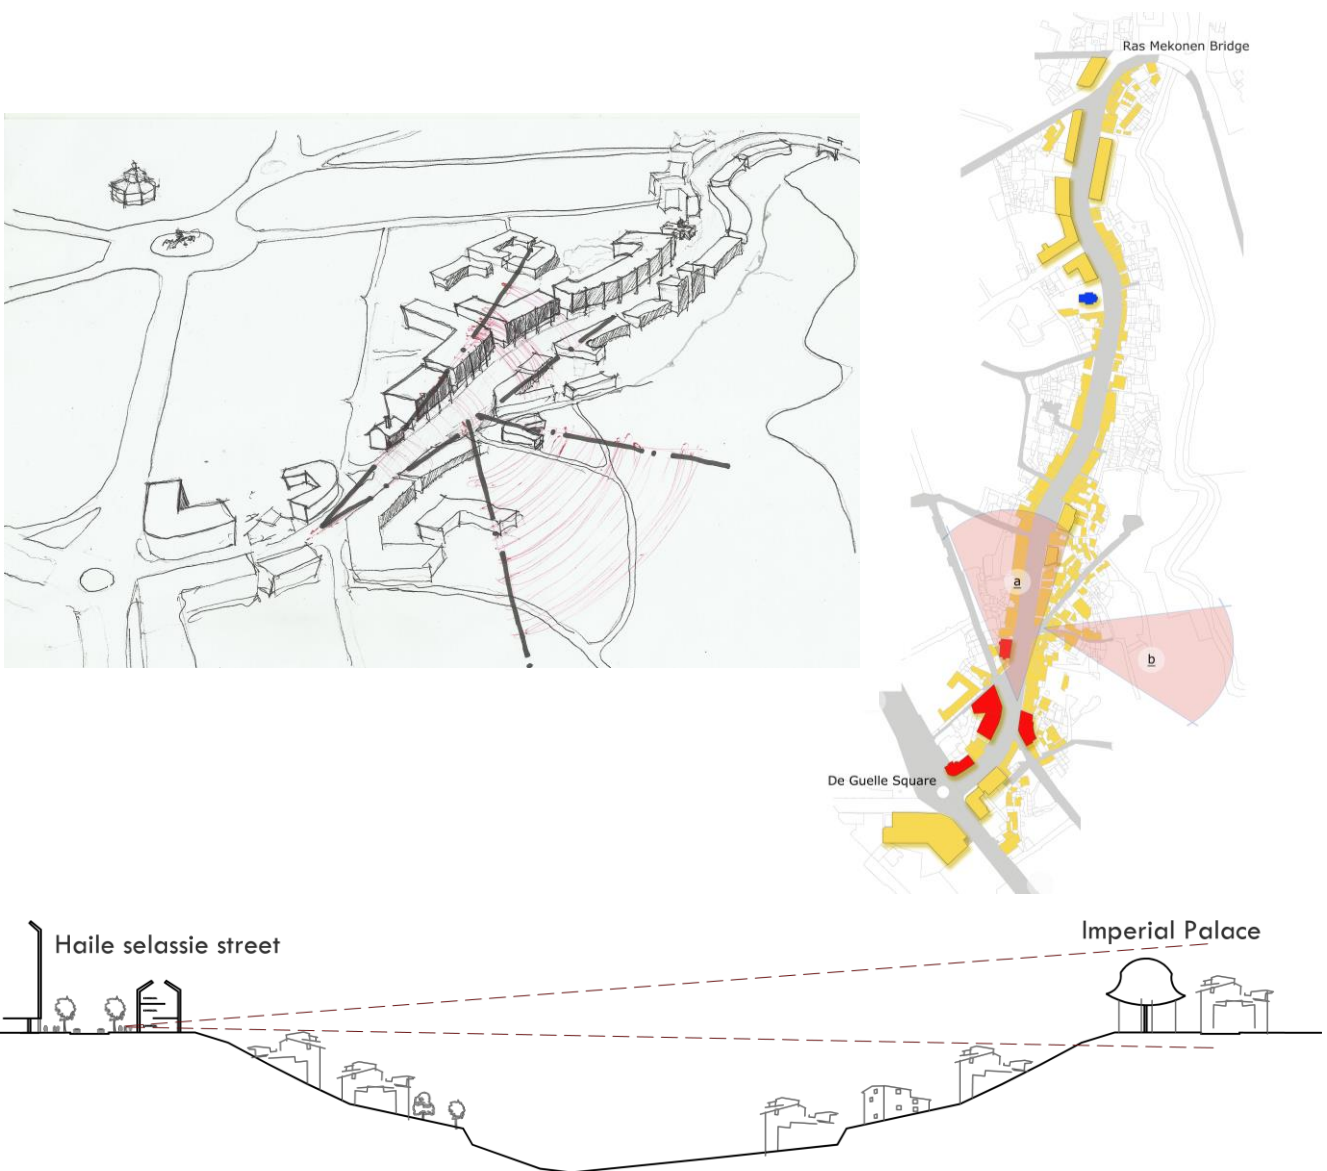 Ras Mekonen Bridge
a
b
De Guelle Square
Haile selassie street
Imperial Palace